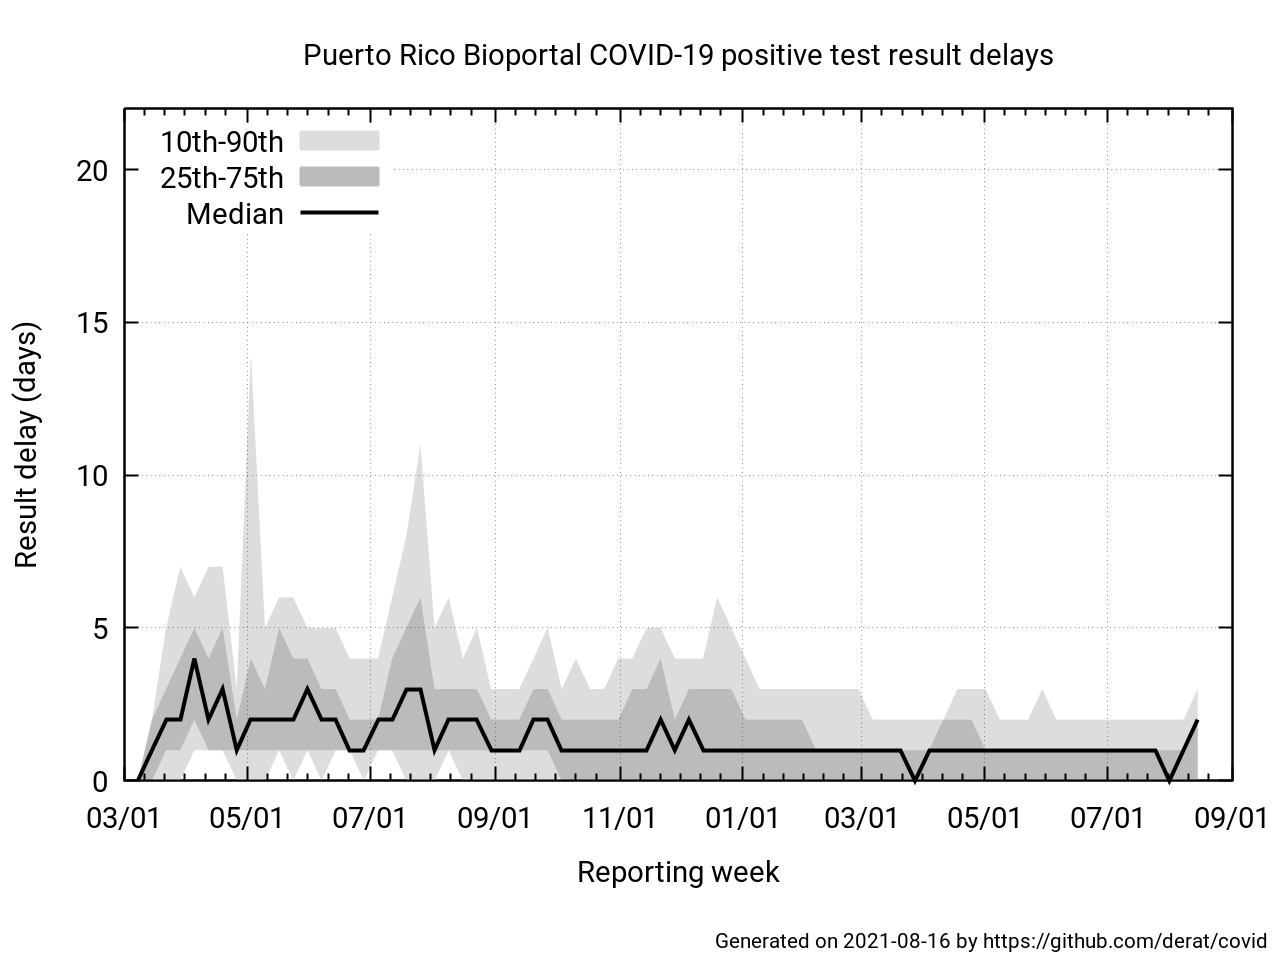 Puerto Rico Bioportal COVID-19 positive test result delays
10th-90th
25th-75th
Median
20
15
10
5
0
Result delay (days)
03/01 05/01 07/01 09/01 11/01 01/01 03/01 05/01 07/01 09/01
Reporting week
Generated on 2021-08-16 by https://github.com/derat/covid